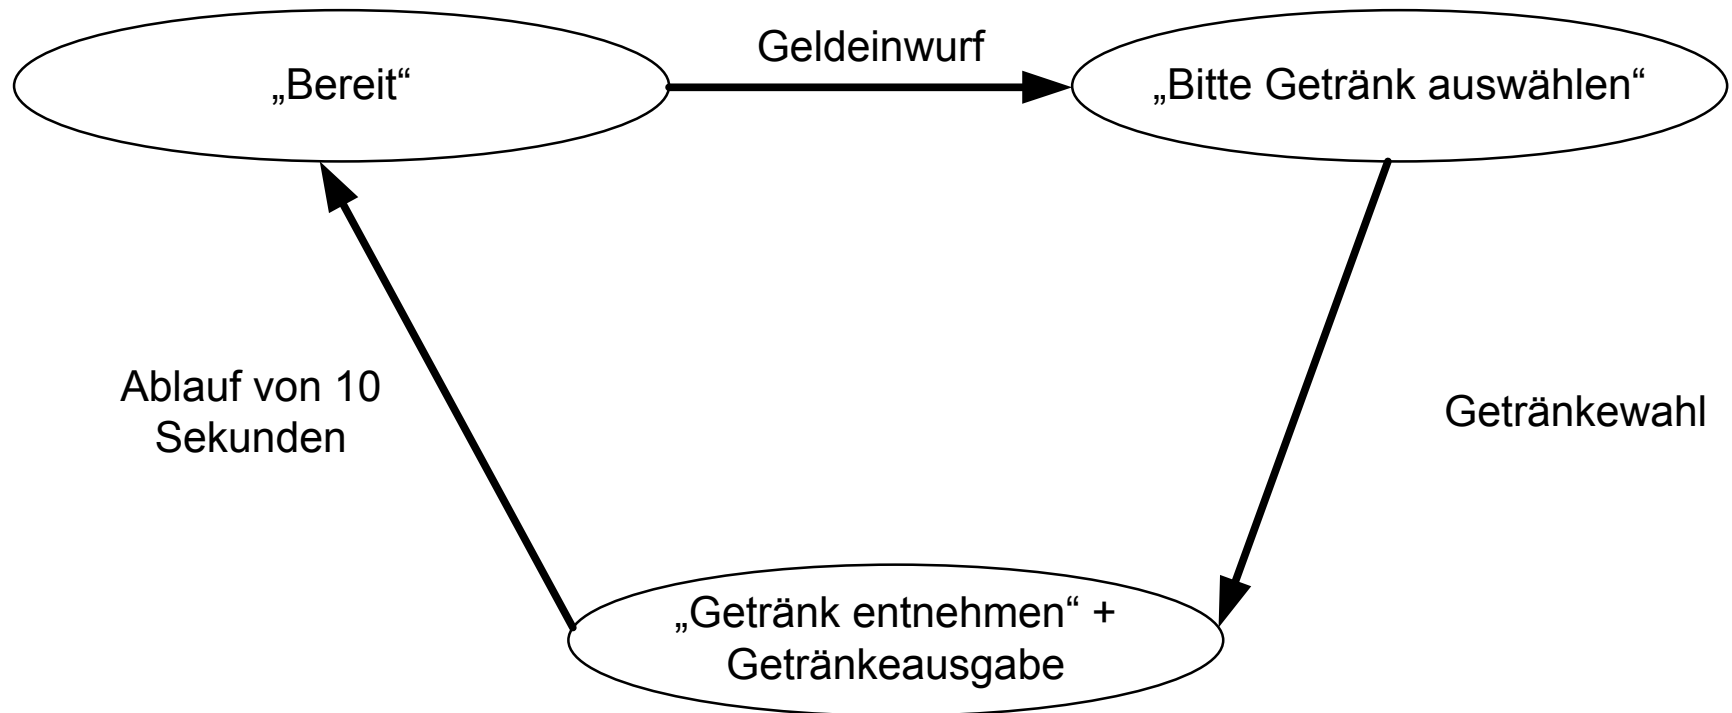 Geldeinwurf
„Bereit“
„Bitte Getränk auswählen“
Ablauf von 10
Sekunden
Getränkewahl
„Getränk entnehmen“ +
Getränkeausgabe